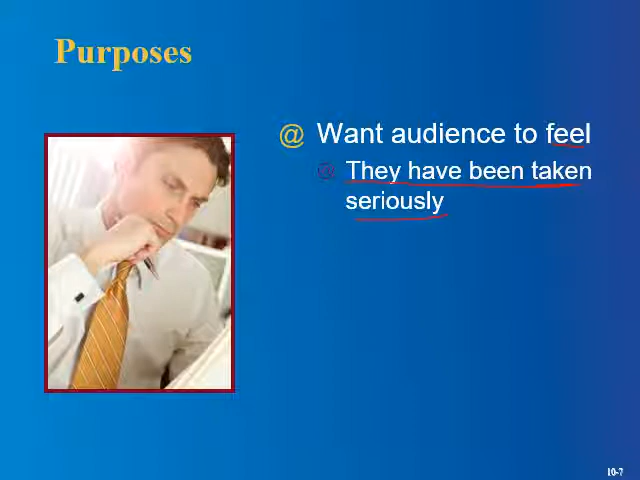 Purposes
@ Want audience to feel
@ They have been taken
seriously
10-7